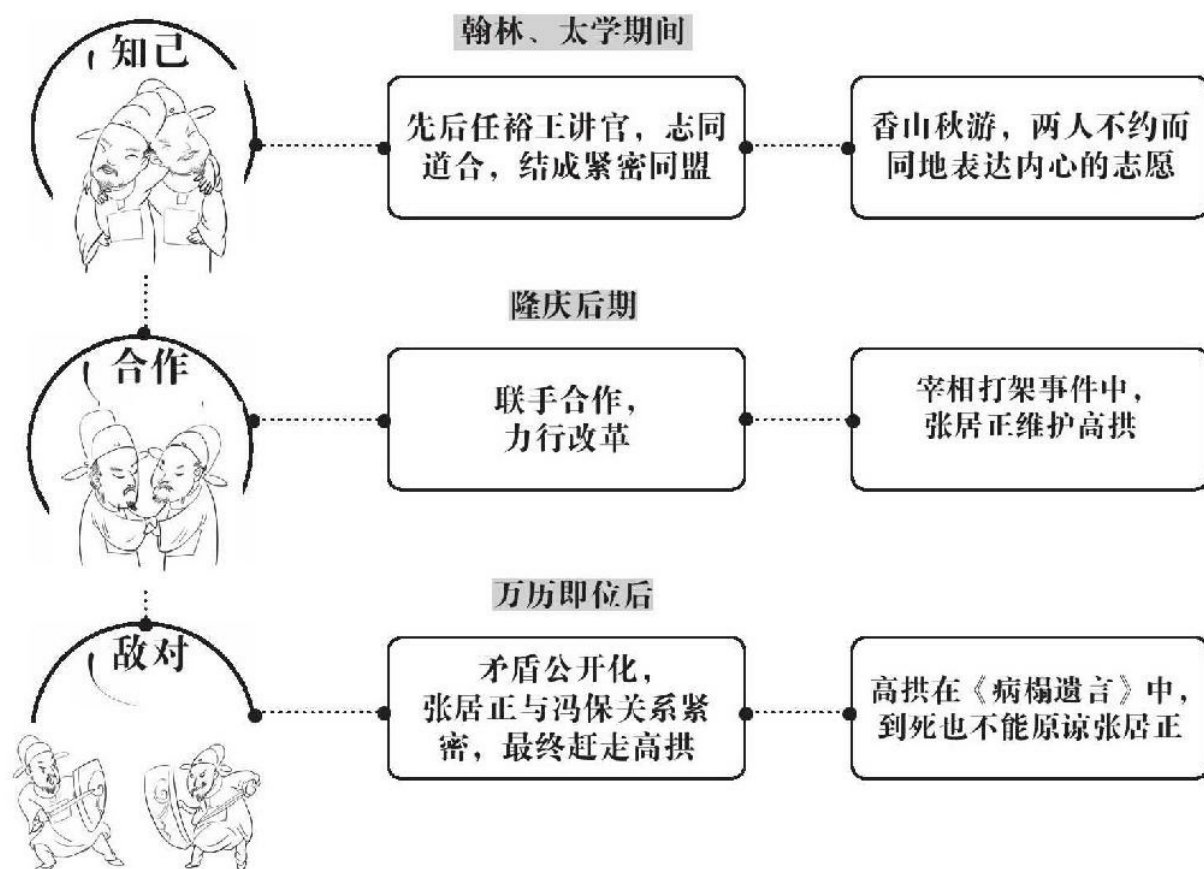 知己
翰林、太学期间
先后任裕王讲官，志同
道合，结成紧密同盟
香山秋游，两人不约而
同地表达内心的志愿
合作
隆庆后期
联手合作，
力行改革
宰相打架事件中，
张居正维护高拱
敌对
万历即位后
矛盾公开化，
张居正与冯保关系紧
密，最终赶走高拱
高拱在《病榻遗言》中，
到死也不能原谅张居正